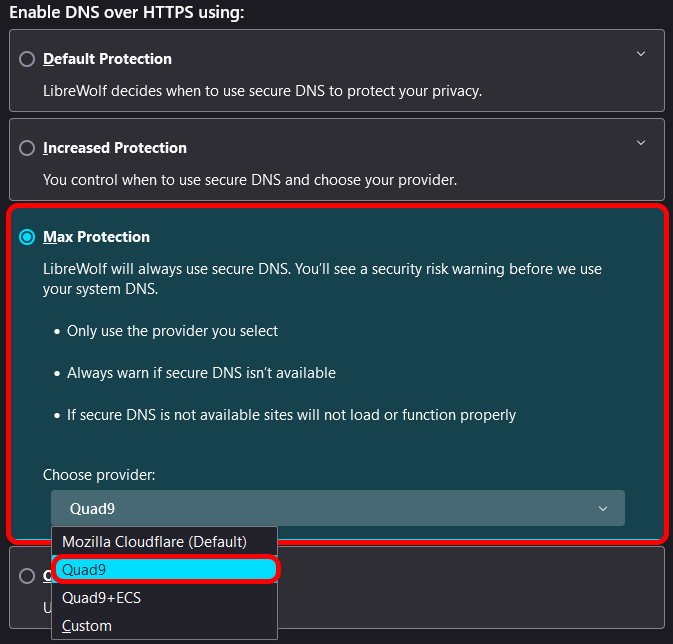 Enable DNS over HTTPS using:
Default Protection
LibreWolf decides when to use secure DNS to protect your privacy.
Increased Protection
You control when to use secure DNS and choose your provider.
Max Protection
LibreWolf will always use secure DNS. You’ll see a security risk warning before we use
your system DNS.
• Only use the provider you select
• Always warn if secure DNS isn’t available
• If secure DNS is not available sites will not load or function properly
Choose provider:
Quad9
Mozilla Cloudflare (Default)
Quad9
Quad9+ECS
Custom